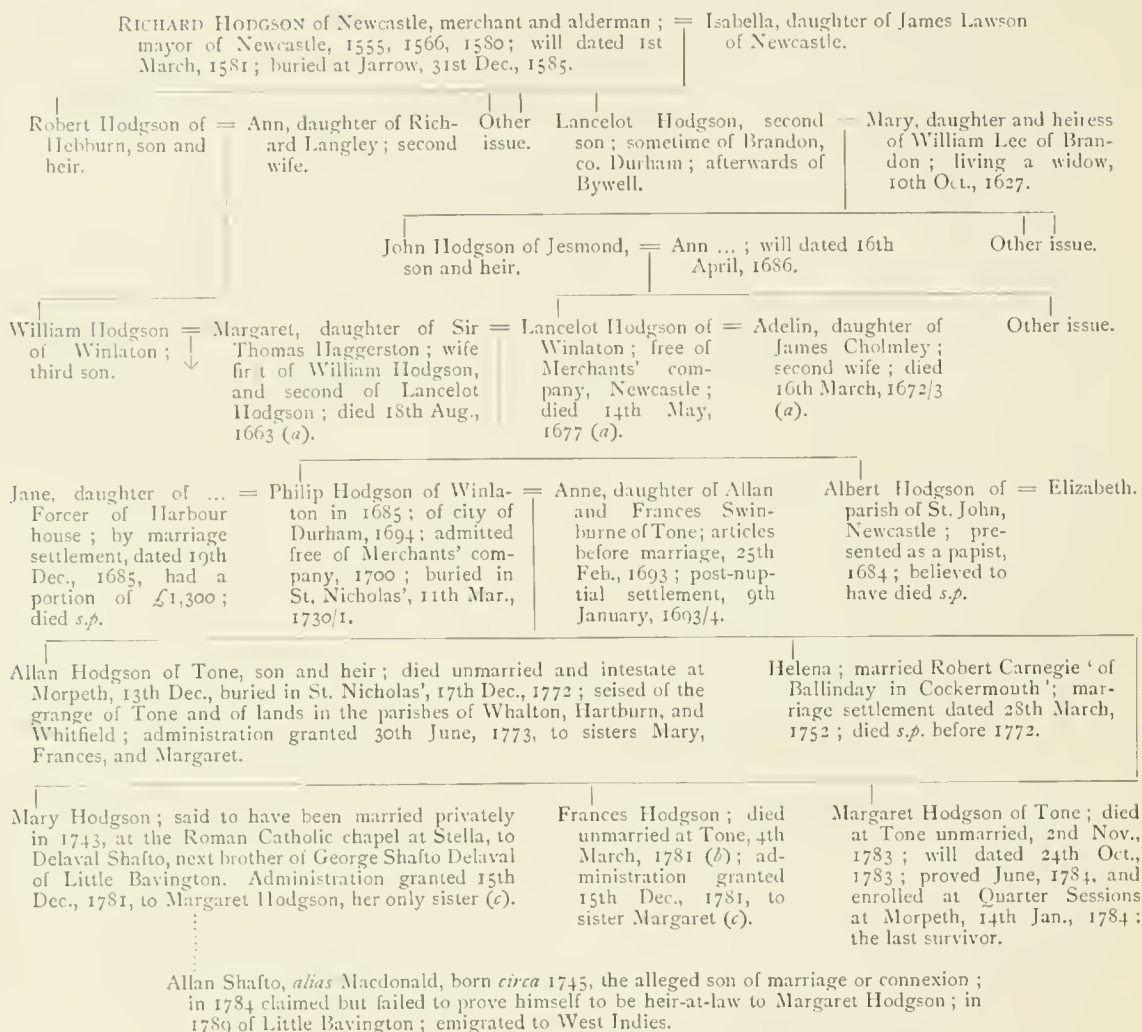 RICHARD HODGSON of Newcastle, merchant and alderman ; = Isabella, daughter of James Lawson
mayor of Newcastle, 1555, 1566, 1580; will dated 1st of Newcastle.
March, 1581; buried at Jarrow, 31st Dec., 1585.
Robert Hodgson of = Ann, daughter of Rich-
Hebburn, son and ard Langley; second
heir. wife.
Other
issue.
Lancelot Hodgson, second
son; sometime of Brandon,
co. Durham; afterwards of
Bywell.
Mary, daughter and heiress
of William Lee of Bran-
don; living a widow,
10th Oct., 1627.
John Hodgson of Jesmond, = Ann ... ; will dated 16th
son and heir. April, 1686.
Other issue.
William Hodgson =
of Winlaton;
third son.
Margaret, daughter of Sir =
Thomas Haggerston; wife
fir t of William Hodgson,
and second of Lancelot
Hodgson; died 18th Aug.,
1663 (a).
Lancelot Hodgson of =
Winlaton; free of
Merchants' com-
pany, Newcastle;
died 14th May,
1677 (a).
Adelin, daughter of
James Cholmley;
second wife; died
16th March, 1672/3
(a).
Other issue.
Jane, daughter of ... =
Forcer of Harbour
house; by marriage
settlement, dated 19th
Dec., 1685, had a
portion of £1,300;
died s.p.
Philip Hodgson of Winla- =
ton in 1685; of city of
Durham, 1694; admitted
free of Merchants' com-
pany, 1700; buried in
St. Nicholas', 11th Mar.,
1730/1.
Anne, daughter of Allan
and Frances Swin-
burne of Tone; articles
before marriage, 25th
Feb., 1693; post-nup-
tial settlement, 9th
January, 1693/4.
Albert Hodgson of = Elizabeth.
parish of St. John,
Newcastle; pre-
sented as a papist,
1684; believed to
have died s.p.
Allan Hodgson of Tone, son and heir; died unmarried and intestate at
Morpeth, 13th Dec., buried in St. Nicholas', 17th Dec., 1772; seised of the
grange of Tone and of lands in the parishes of Whalton, Hartburn, and
Whitfield; administration granted 30th June, 1773, to sisters Mary,
Frances, and Margaret.
Helena; married Robert Carnegie ‘of
Ballinday in Cockermouth’; mar-
riage settlement dated 28th March,
1752; died s.p. before 1772.
Mary Hodgson; said to have been married privately
in 1743, at the Roman Catholic chapel at Stella, to
Delaval Shafto, next brother of George Shafto Delaval
of Little Bavington. Administration granted 15th
Dec., 1781, to Margaret Hodgson, her only sister (c).
Frances Hodgson; died
unmarried at Tone, 4th
March, 1781 (b); ad-
ministration granted
15th Dec., 1781, to
sister Margaret (c).
Margaret Hodgson of Tone; died
at Tone unmarried, 2nd Nov.,
1783; will dated 24th Oct.,
1783; proved June, 1784, and
enrolled at Quarter Sessions
at Morpeth, 14th Jan., 1784;
the last survivor.
Allan Shafto, alias Macdonald, born circa 1745, the alleged son of marriage or connexion;
in 1784 claimed but failed to prove himself to be heir-at-law to Margaret Hodgson; in
1789 of Little Bavington; emigrated to West Indies.